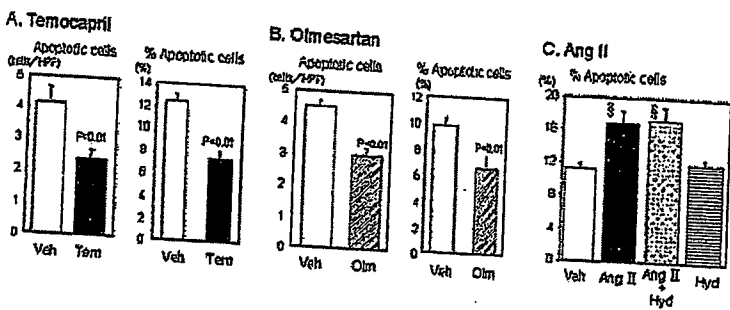 A. Temocapril
Apoptotic cells
(cells/HPF)
5
4
3
2
1
0
P<0.01
Veh Tem
% Apoptotic cells
(%)
14
12
10
8
6
4
2
0
P<0.01
Veh Tem
B. Olmesartan
Apoptotic cells
(cells/HPF)
5
4
3
2
1
0
P<0.01
Veh Olm
% Apoptotic cells
(%)
12
10
8
6
4
2
0
P<0.01
Veh Olm
C. Ang II
% Apoptotic cells
(%)
20
16
12
8
4
0
§ §
Veh Ang II Ang II + Hyd Hyd